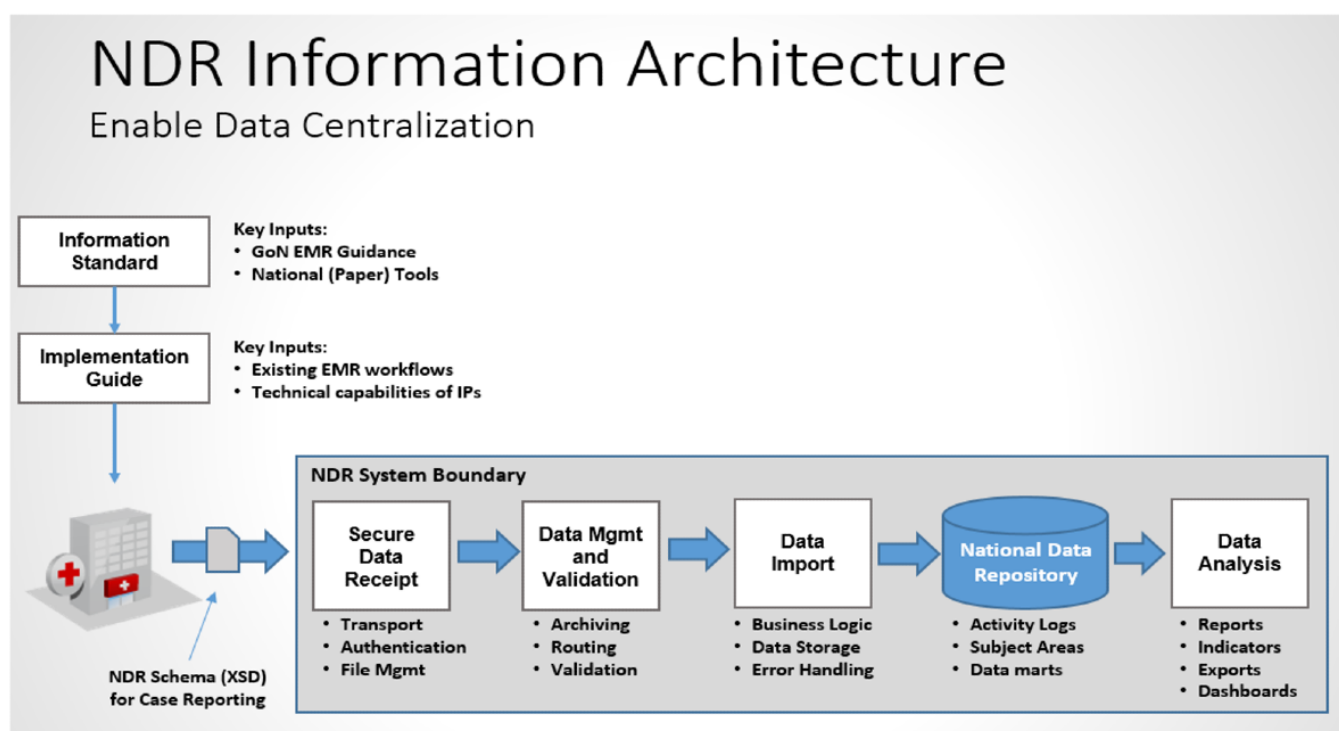 NDR Information Architecture
Enable Data Centralization
Information
Standard
Key Inputs:
• GoN EMR Guidance
• National (Paper) Tools
Implementation
Guide
Key Inputs:
• Existing EMR workflows
• Technical capabilities of IPs
NDR System Boundary
Secure
Data
Receipt
• Transport
• Authentication
• File Mgmt
Data Mgmt
and
Validation
• Archiving
• Routing
• Validation
Data
Import
• Business Logic
• Data Storage
• Error Handling
National Data
Repository
• Activity Logs
• Subject Areas
• Data marts
Data
Analysis
• Reports
• Indicators
• Exports
• Dashboards
NDR Schema (XSD)
for Case Reporting